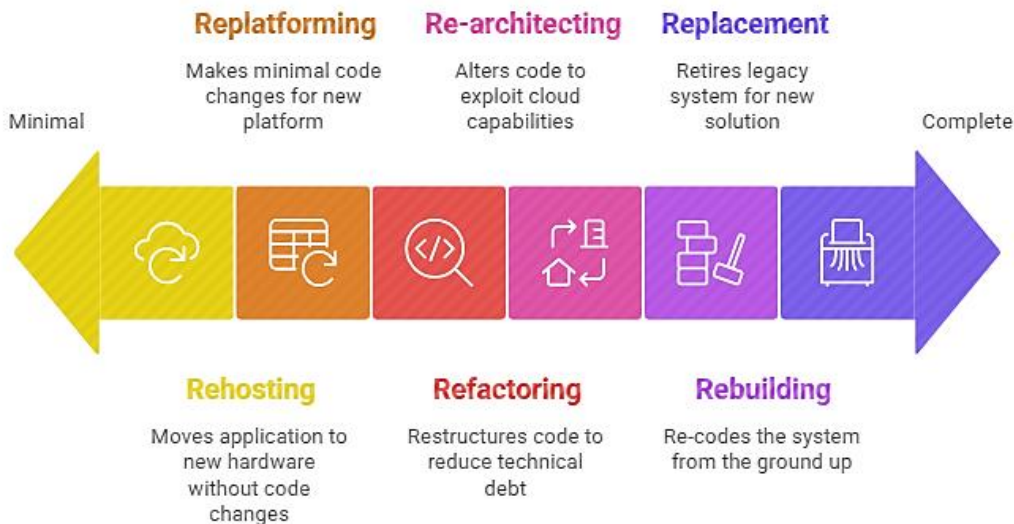 Replatforming
Makes minimal code
changes for new
platform
Re-architecting
Alters code to
exploit cloud
capabilities
Replacement
Retires legacy
system for new
solution
Minimal
Complete
</>
Rehosting
Moves application to
new hardware
without code
changes
Refactoring
Restructures code to
reduce technical
debt
Rebuilding
Re-codes the system
from the ground up